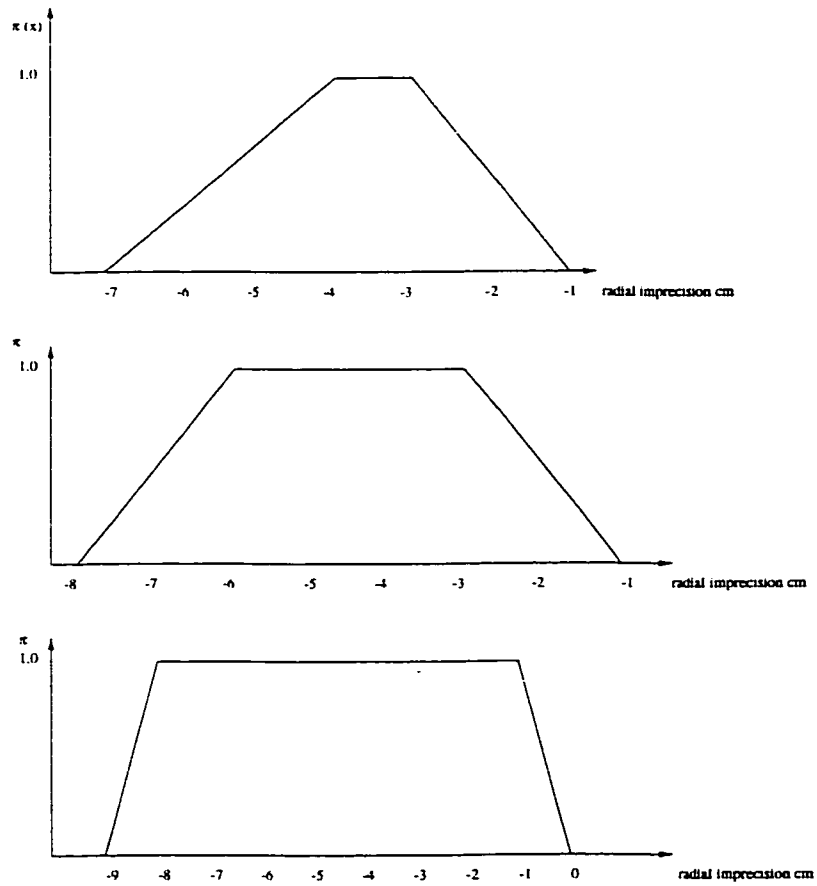 π (x)
1.0
-7 -6 -5 -4 -3 -2 -1 radial imprecision cm
π
1.0
-8 -7 -6 -5 -4 -3 -2 -1 radial imprecision cm
π
1.0
-9 -8 -7 -6 -5 -4 -3 -2 -1 0 radial imprecision cm